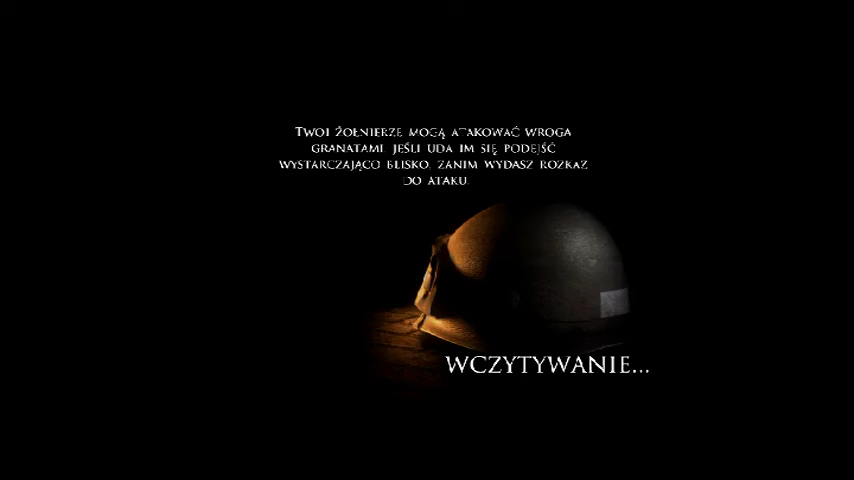 Twoi żołnierze mogą atakować wroga
granatami, jeśli uda im się podejść
wystarczająco blisko, zanim wydasz rozkaz
do ataku.
WCZYTYWANIE...